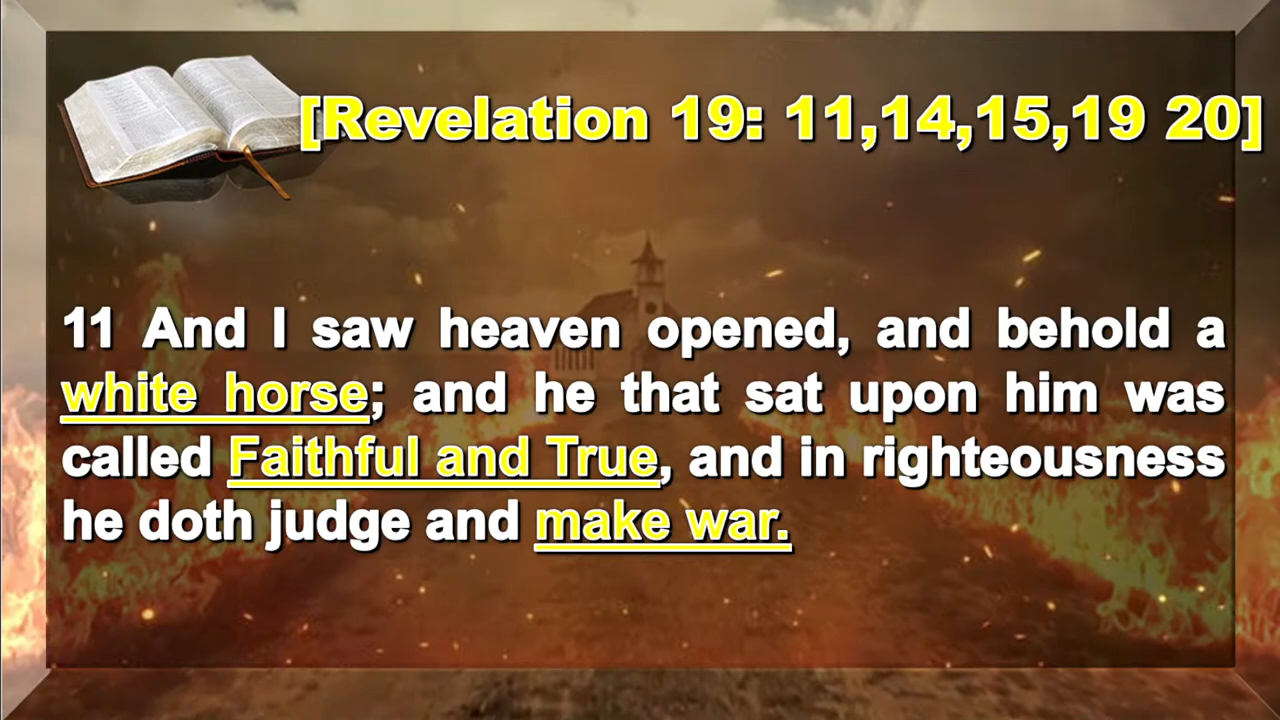 [Revelation 19: 11,14,15,19 20]
11 And I saw heaven opened, and behold a
white horse; and he that sat upon him was
called Faithful and True, and in righteousness
he doth judge and make war.